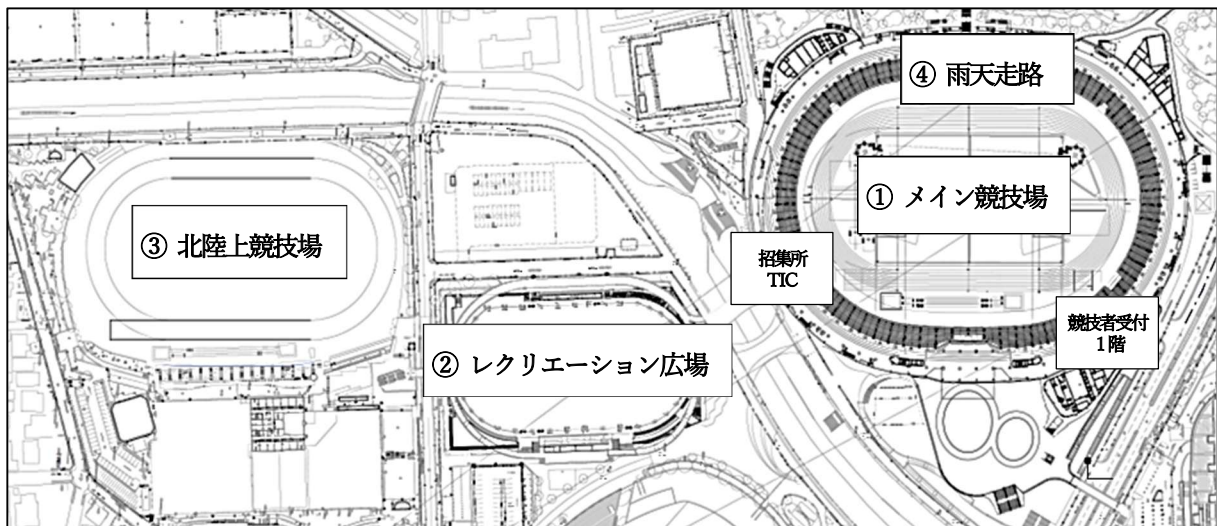 ④ 雨天走路
① メイン競技場
③ 北陸上競技場
招集所
TIC
競技者受付
1階
② レクリエーション広場